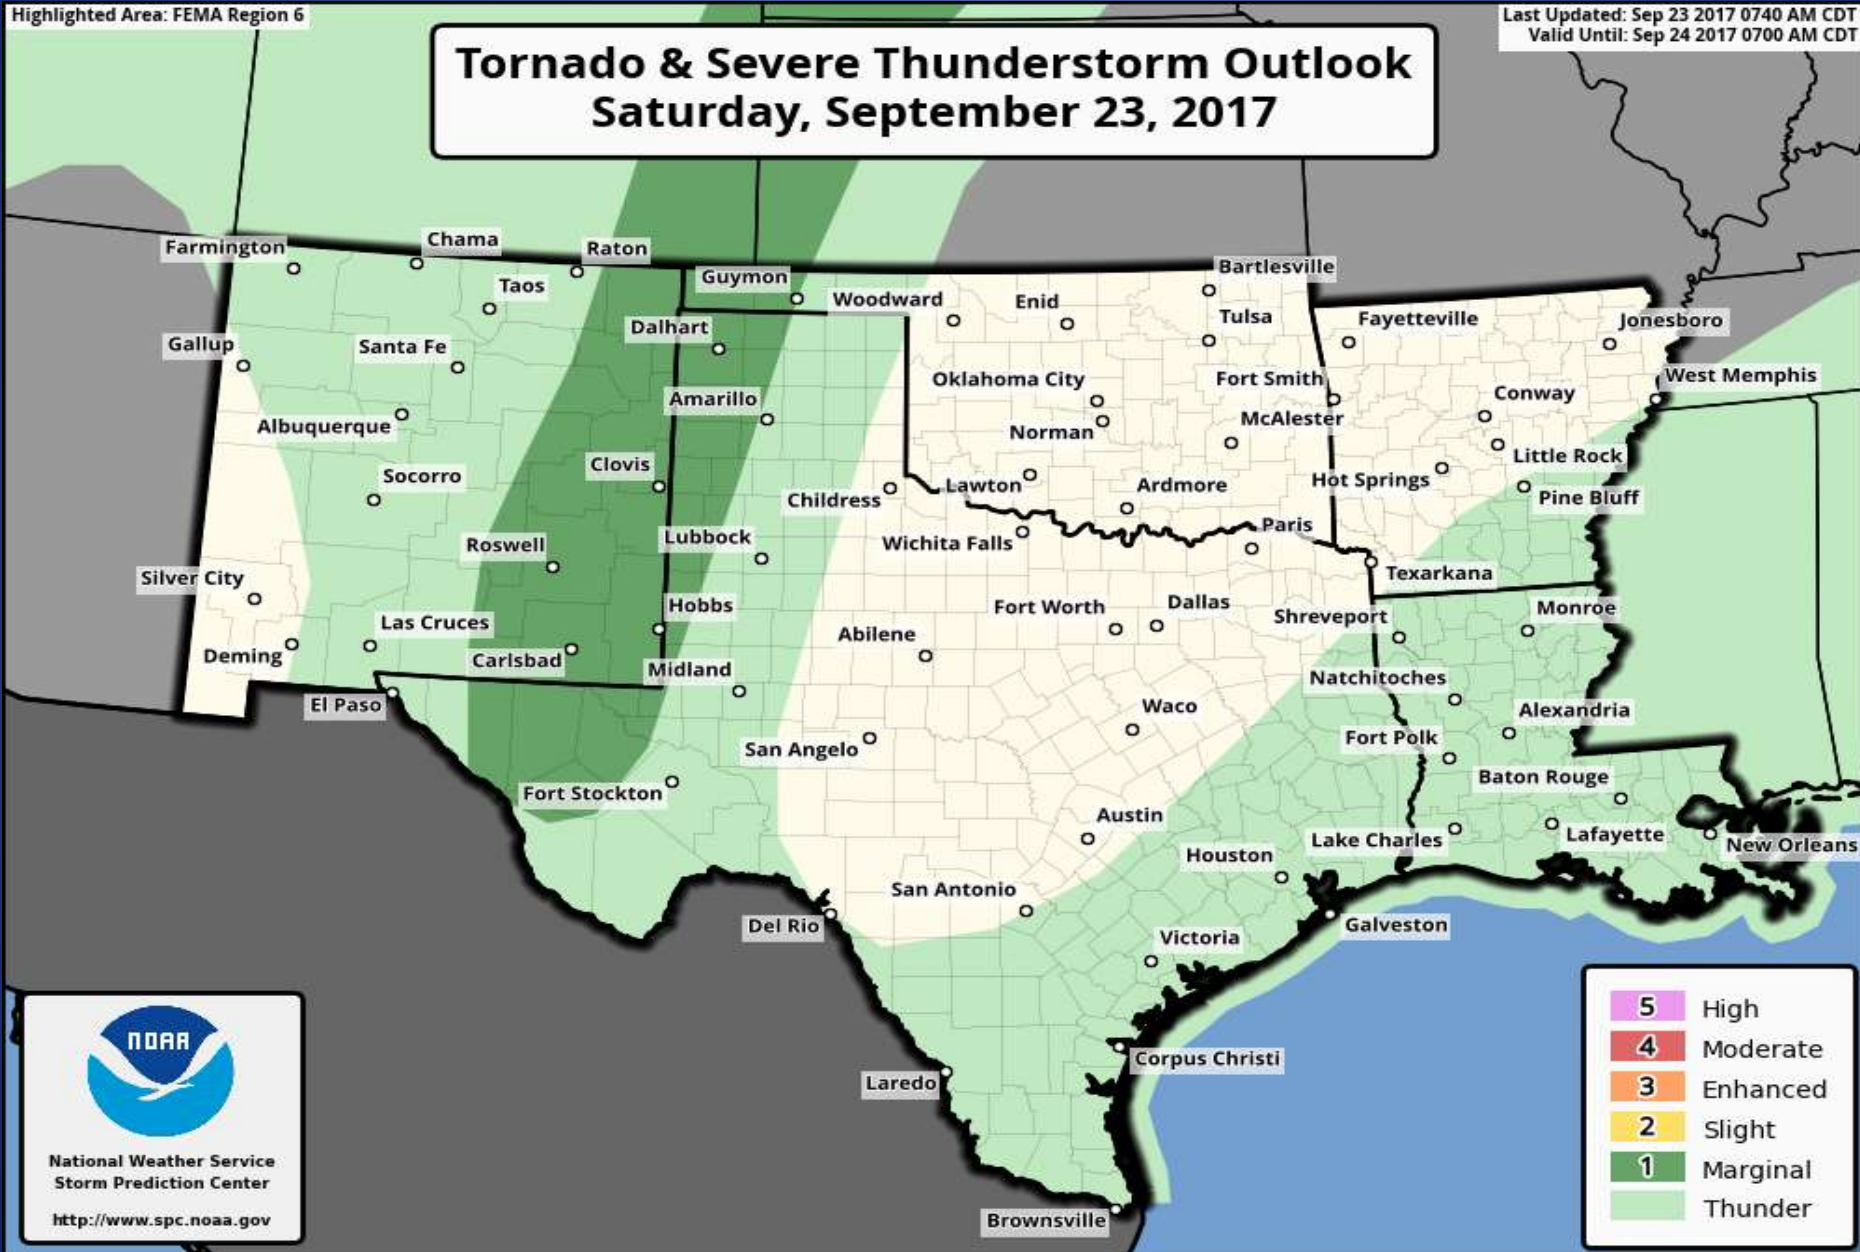 Highlighted Area: FEMA Region 6
Last Updated: Sep 23 2017 0740 AM CDT
Valid Until: Sep 24 2017 0700 AM CDT
Tornado & Severe Thunderstorm Outlook
Saturday, September 23, 2017
Farmington
Chama
Raton
Taos
Guymon
Woodward
Enid
Bartlesville
Dalhart
Tulsa
Fayetteville
Jonesboro
Gallup
Santa Fe
Oklahoma City
Fort Smith
West Memphis
Amarillo
Conway
Albuquerque
Norman
McAlester
Clovis
Little Rock
Socorro
Childress
Lawton
Ardmore
Hot Springs
Pine Bluff
Roswell
Lubbock
Wichita Falls
Paris
Silver City
Texarkana
Hobbs
Fort Worth
Dallas
Shreveport
Monroe
Las Cruces
Abilene
Deming
Carlsbad
Midland
Natchitoches
El Paso
Waco
Alexandria
San Angelo
Fort Polk
Fort Stockton
Baton Rouge
Austin
Lake Charles
Lafayette
New Orleans
Houston
San Antonio
Del Rio
Galveston
Victoria
Corpus Christi
Laredo
Brownsville
NOAA
National Weather Service
Storm Prediction Center
http://www.spc.noaa.gov
5 High
4 Moderate
3 Enhanced
2 Slight
1 Marginal
Thunder